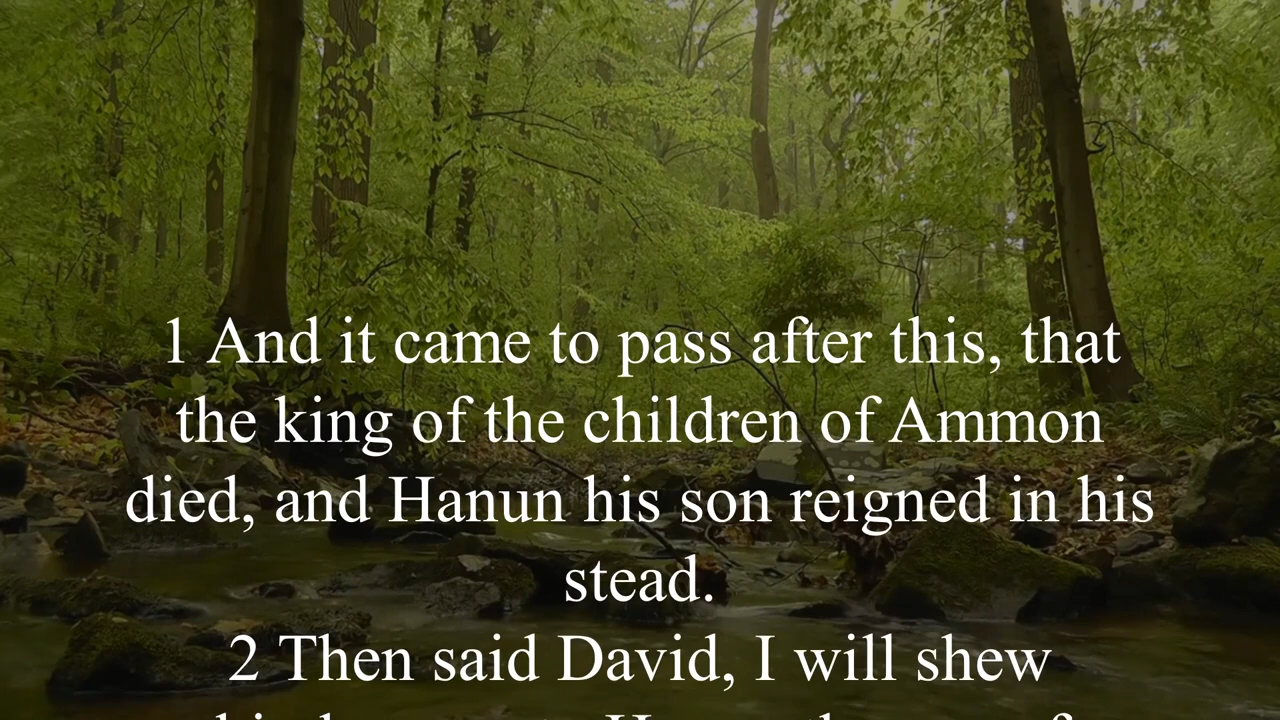 1 And it came to pass after this, that
the king of the children of Ammon
died, and Hanun his son reigned in his
stead.
2 Then said David, I will shew